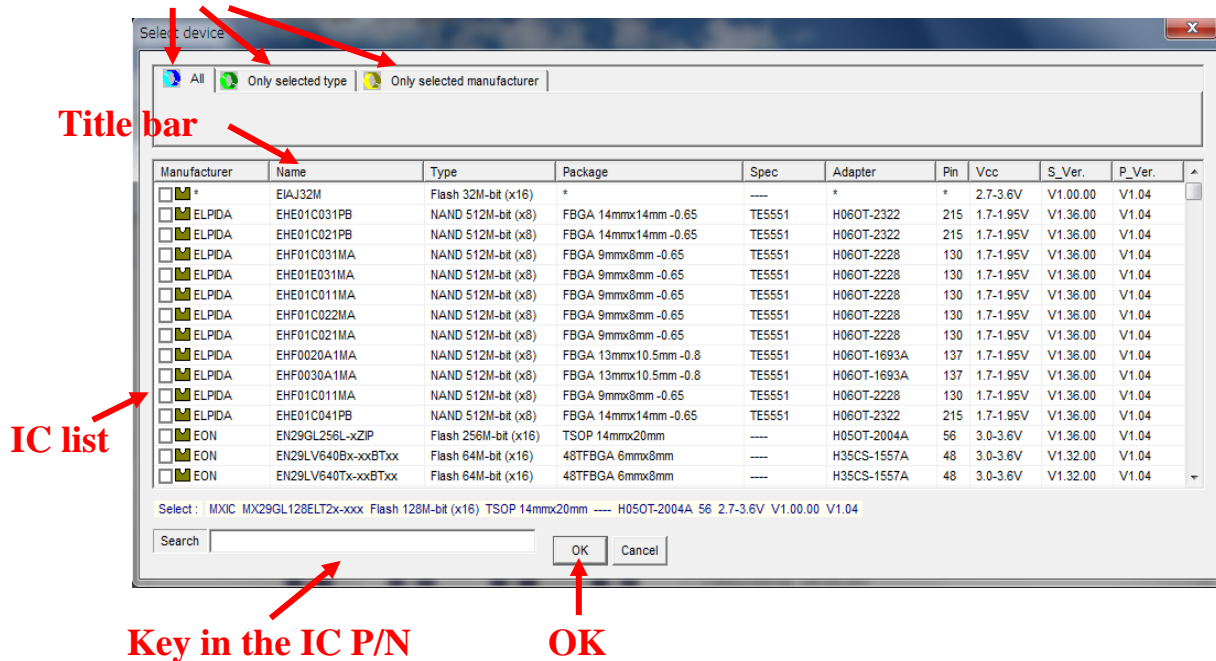 Select device
x
All Only selected type Only selected manufacturer
Title bar
Manufacturer Name Type Package Spec Adapter Pin Vcc S_Ver. P_Ver.
* EIAJ32M Flash 32M-bit (x16) * ---- * * 2.7-3.6V V1.00.00 V1.04
ELPIDA EHE01C031PB NAND 512M-bit (x8) FBGA 14mmx14mm -0.65 TE5551 H06OT-2322 215 1.7-1.95V V1.36.00 V1.04
ELPIDA EHE01C021PB NAND 512M-bit (x8) FBGA 14mmx14mm -0.65 TE5551 H06OT-2322 215 1.7-1.95V V1.36.00 V1.04
ELPIDA EHF01C031MA NAND 512M-bit (x8) FBGA 9mmx8mm -0.65 TE5551 H06OT-2228 130 1.7-1.95V V1.36.00 V1.04
ELPIDA EHE01E031MA NAND 512M-bit (x8) FBGA 9mmx8mm -0.65 TE5551 H06OT-2228 130 1.7-1.95V V1.36.00 V1.04
ELPIDA EHE01C011MA NAND 512M-bit (x8) FBGA 9mmx8mm -0.65 TE5551 H06OT-2228 130 1.7-1.95V V1.36.00 V1.04
ELPIDA EHF01C022MA NAND 512M-bit (x8) FBGA 9mmx8mm -0.65 TE5551 H06OT-2228 130 1.7-1.95V V1.36.00 V1.04
ELPIDA EHF01C021MA NAND 512M-bit (x8) FBGA 9mmx8mm -0.65 TE5551 H06OT-2228 130 1.7-1.95V V1.36.00 V1.04
ELPIDA EHF0020A1MA NAND 512M-bit (x8) FBGA 13mmx10.5mm -0.8 TE5551 H06OT-1693A 137 1.7-1.95V V1.36.00 V1.04
ELPIDA EHF0030A1MA NAND 512M-bit (x8) FBGA 13mmx10.5mm -0.8 TE5551 H06OT-1693A 137 1.7-1.95V V1.36.00 V1.04
ELPIDA EHF01C011MA NAND 512M-bit (x8) FBGA 9mmx8mm -0.65 TE5551 H06OT-2228 130 1.7-1.95V V1.36.00 V1.04
ELPIDA EHE01C041PB NAND 512M-bit (x8) FBGA 14mmx14mm -0.65 TE5551 H06OT-2322 215 1.7-1.95V V1.36.00 V1.04
IC list
EON EN29GL256L-xZIP Flash 256M-bit (x16) TSOP 14mmx20mm ---- H05OT-2004A 56 3.0-3.6V V1.36.00 V1.04
EON EN29LV640Bx-xxBTxx Flash 64M-bit (x16) 48TFBGA 6mmx8mm ---- H35CS-1557A 48 3.0-3.6V V1.32.00 V1.04
EON EN29LV640Tx-xxBTxx Flash 64M-bit (x16) 48TFBGA 6mmx8mm ---- H35CS-1557A 48 3.0-3.6V V1.32.00 V1.04
Select : MXIC MX29GL128ELT2x-xxx Flash 128M-bit (x16) TSOP 14mmx20mm ---- H05OT-2004A 56 2.7-3.6V V1.00.00 V1.04
Search OK Cancel
Key in the IC P/N OK